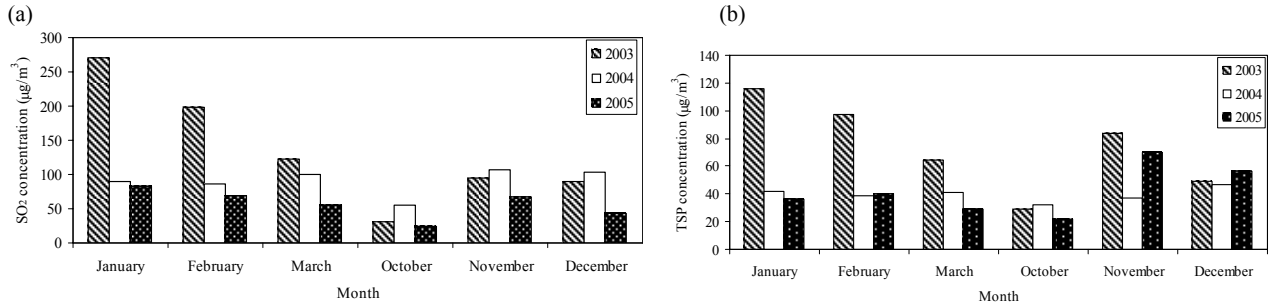 (a)
SO2 concentration (µg/m3)
300
250
200
150
100
50
0
2003
2004
2005
January February March October November December
Month
(b)
TSP concentration (µg/m3)
140
120
100
80
60
40
20
0
2003
2004
2005
January February March October November December
Month